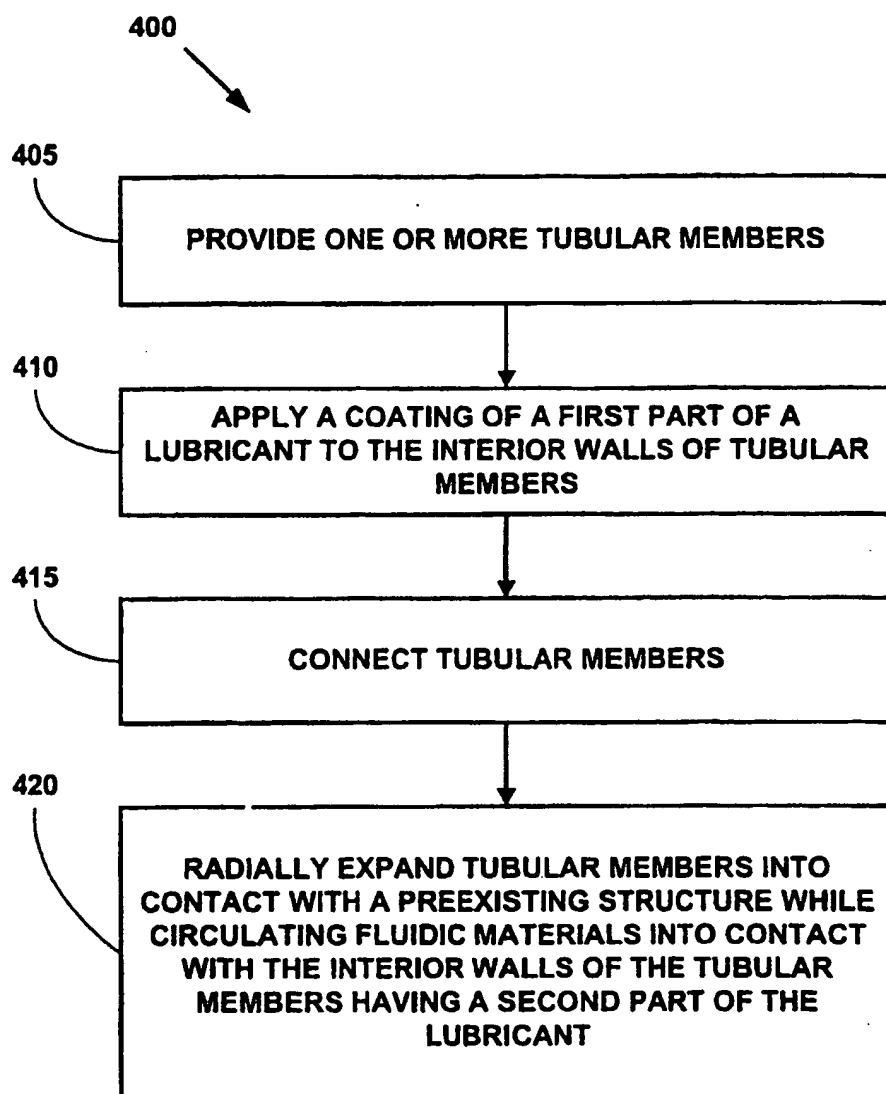 400
405
PROVIDE ONE OR MORE TUBULAR MEMBERS
410
APPLY A COATING OF A FIRST PART OF A
LUBRICANT TO THE INTERIOR WALLS OF TUBULAR
MEMBERS
415
CONNECT TUBULAR MEMBERS
420
RADIALLY EXPAND TUBULAR MEMBERS INTO
CONTACT WITH A PREEXISTING STRUCTURE WHILE
CIRCULATING FLUIDIC MATERIALS INTO CONTACT
WITH THE INTERIOR WALLS OF THE TUBULAR
MEMBERS HAVING A SECOND PART OF THE
LUBRICANT